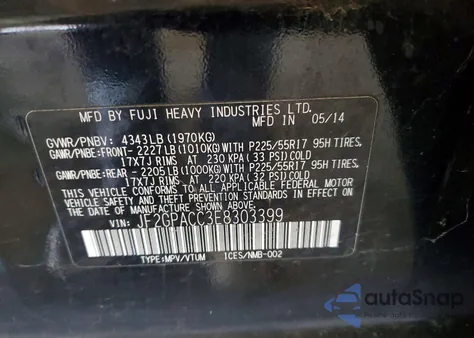 MFD BY FUJI HEAVY INDUSTRIES LTD.
MFD IN 05/14
GVWR/PNBV: 4343LB (1970KG)
GAWR/PNBE:FRONT- 2227LB(1010KG)WITH P225/55R17 95H TIRES,
17X7J RIMS AT 230 KPA(33 PSI)COLD
GAWR/PNBE:REAR -2205LB(1000KG)WITH P225/55R17 95H TIRES,
17X7J RIMS AT 220 KPA(32 PSI)COLD
THIS VEHICLE CONFORMS TO ALL APPLICABLE FEDERAL MOTOR
VEHICLE SAFETY STANDARDS IN EFFECT ON THE DATE OF
MANUFACTURE SHOWN ABOVE.
VIN: JF2GPACC3E8303399
TYPE:MPV/VTUM ICES/NMB-002
autoSnap